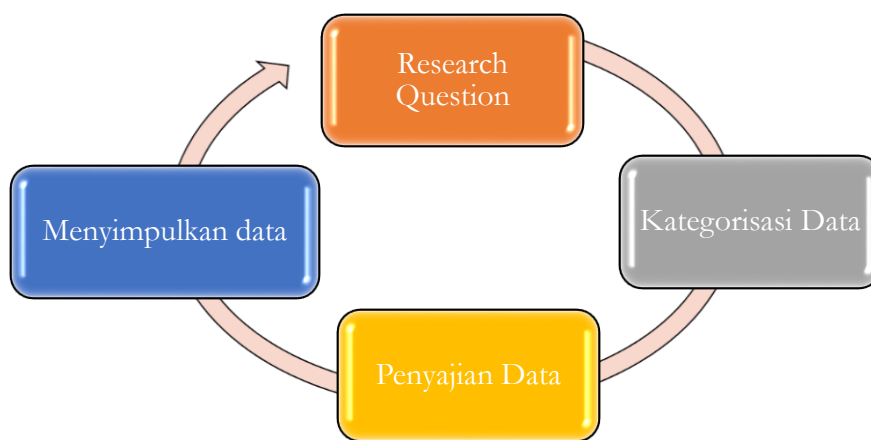 Research
Question
Kategorisasi Data
Penyajian Data
Menyimpulkan data